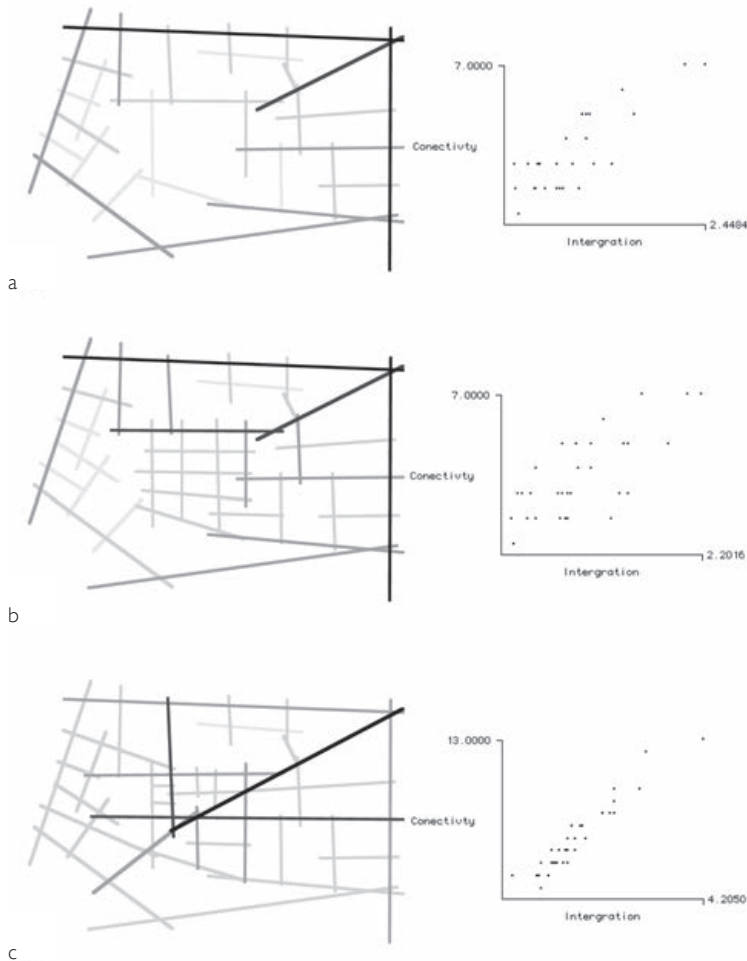 7.0000
Conectivty
2.4484
Intergration
a
7.0000
Conectivty
2.2016
Intergration
b
13.0000
Conectivty
4.2050
Intergration
c